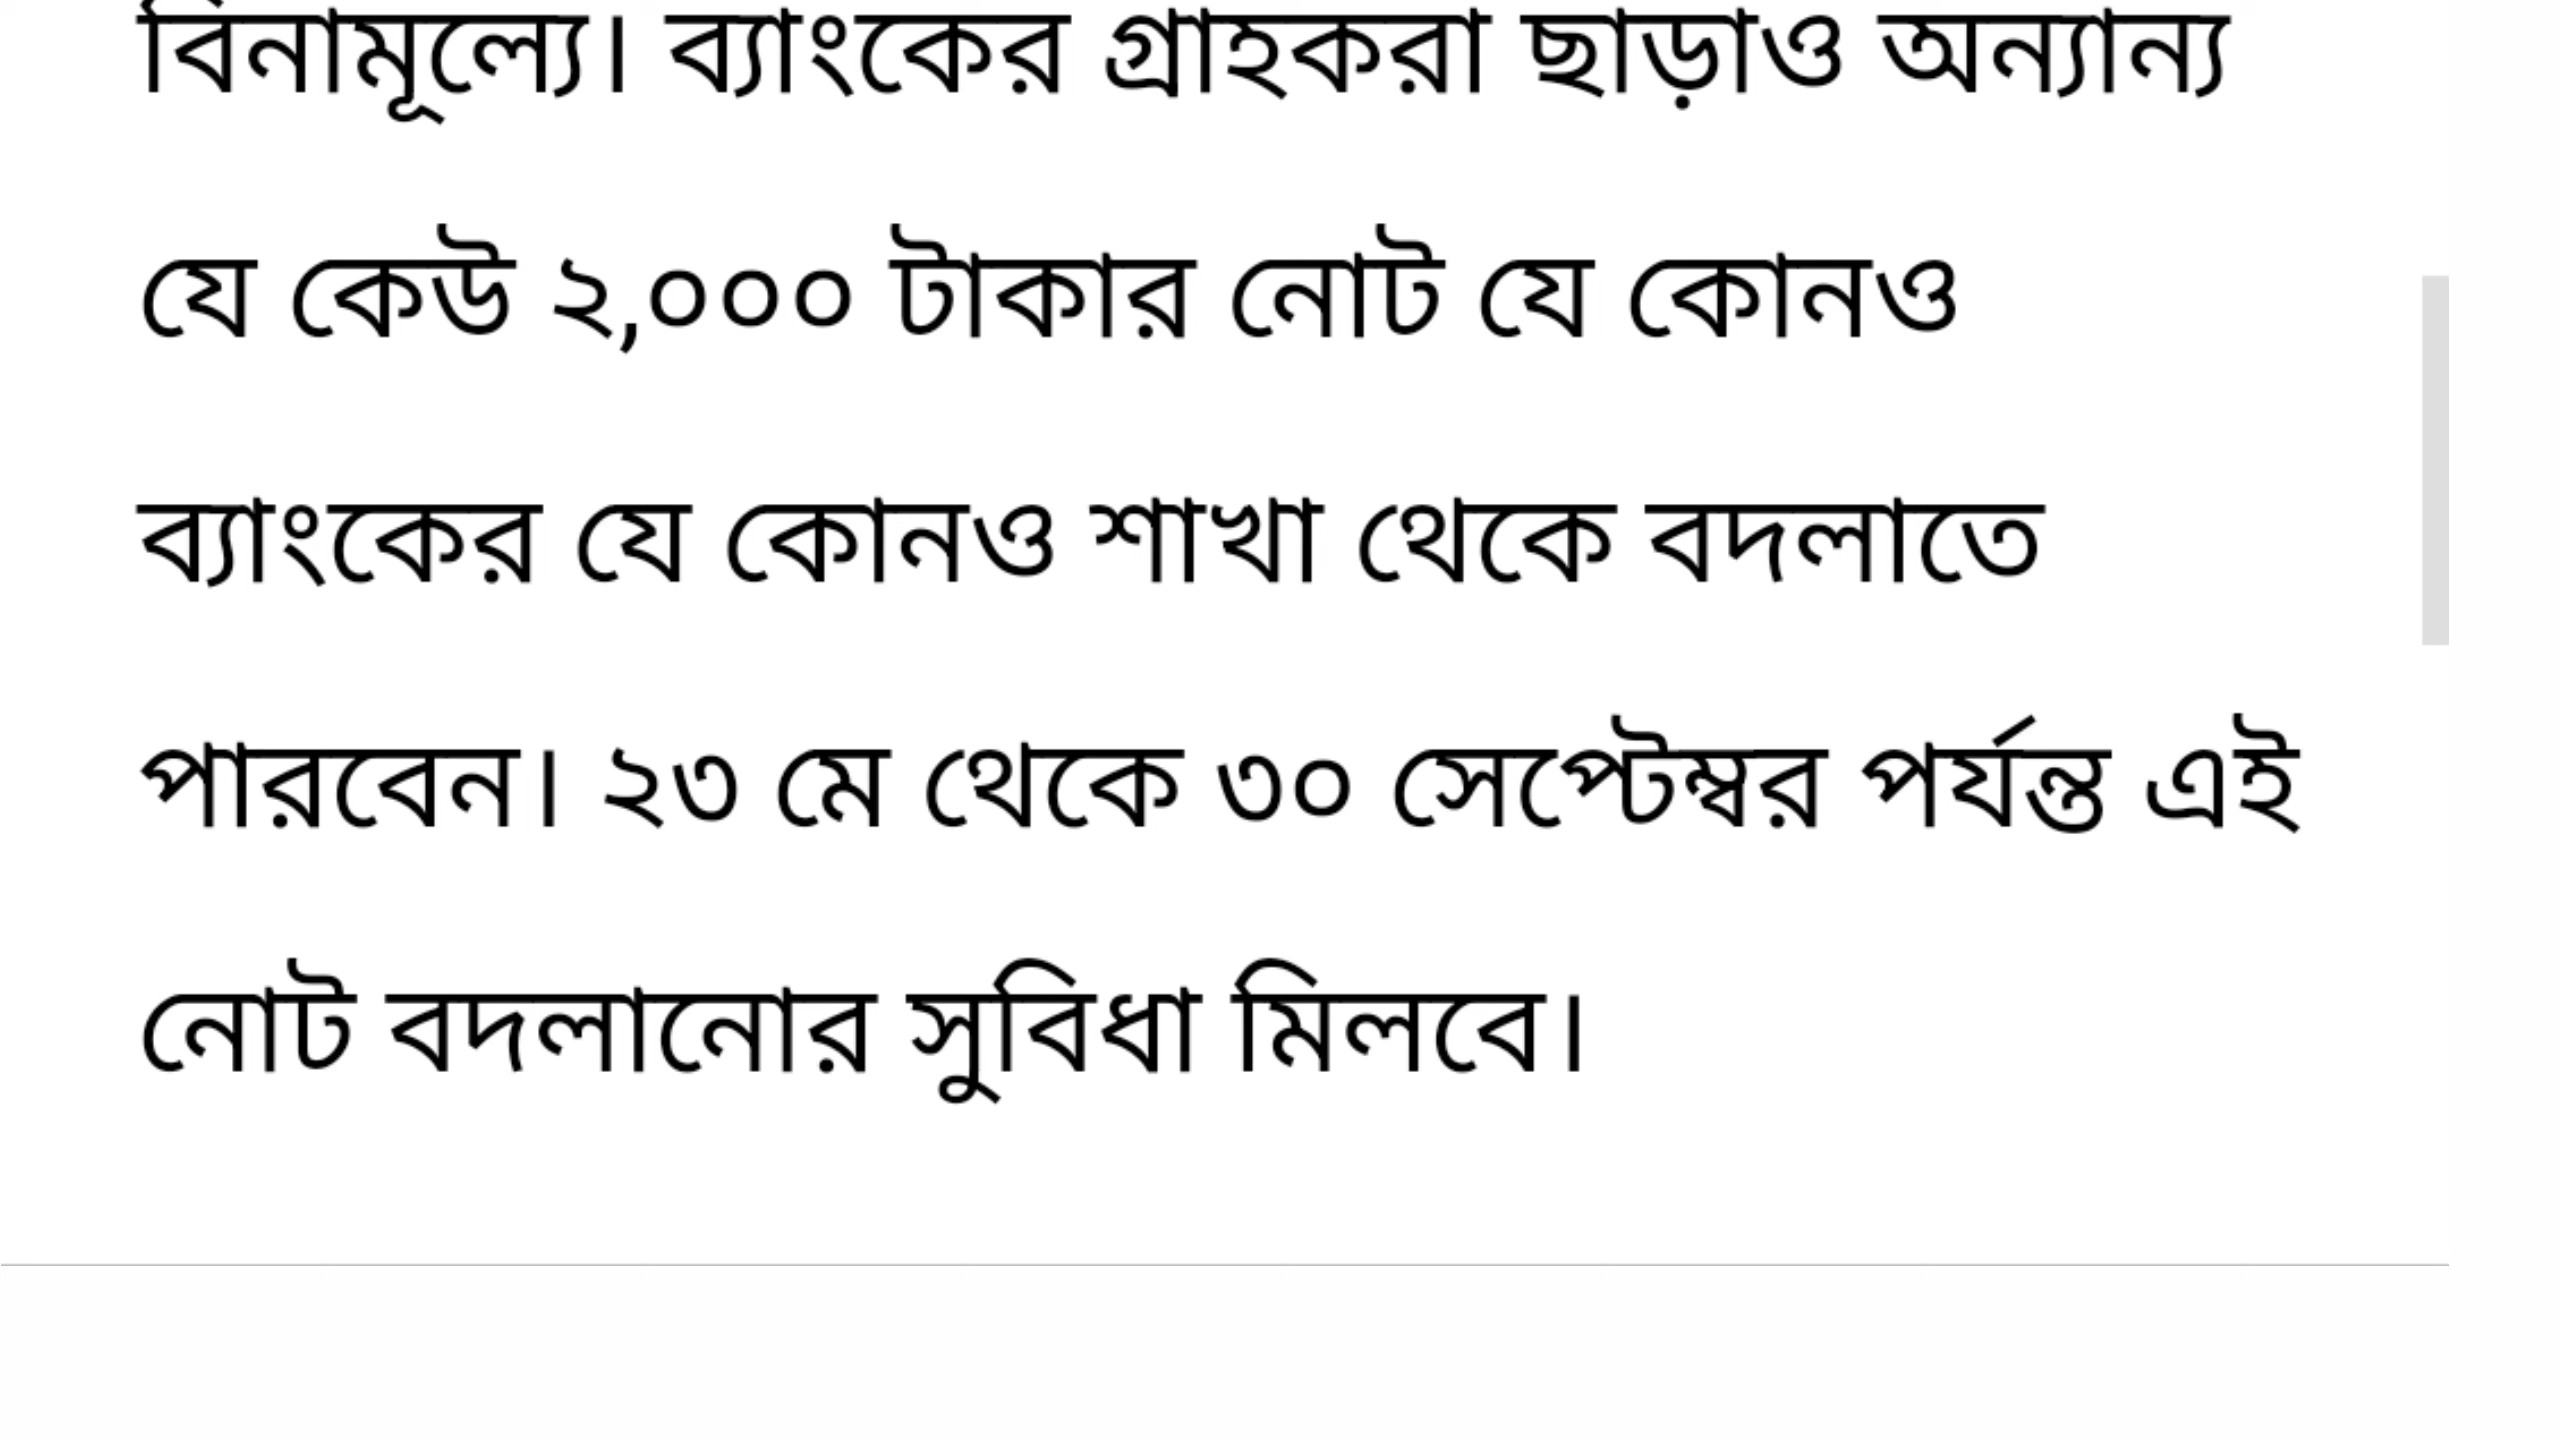 বিনামূল্যে। ব্যাংকের গ্রাহকরা ছাড়াও অন্যান্য
যে কেউ ২,০০০ টাকার নোট যে কোনও
ব্যাংকের যে কোনও শাখা থেকে বদলাতে
পারবেন। ২৩ মে থেকে ৩০ সেপ্টেম্বর পর্যন্ত এই
নোট বদলানোর সুবিধা মিলবে।